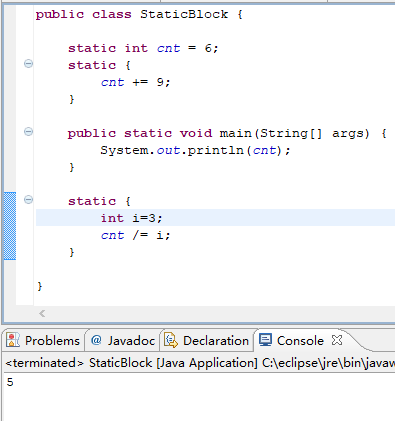 public class StaticBlock {
static int cnt = 6;
static {
cnt += 9;
}
public static void main(String[] args) {
System.out.println(cnt);
}
static {
int i=3;
cnt /= i;
}
}
Problems @ Javadoc Declaration Console
<terminated> StaticBlock [Java Application] C:\eclipse\jre\bin\javaw
5